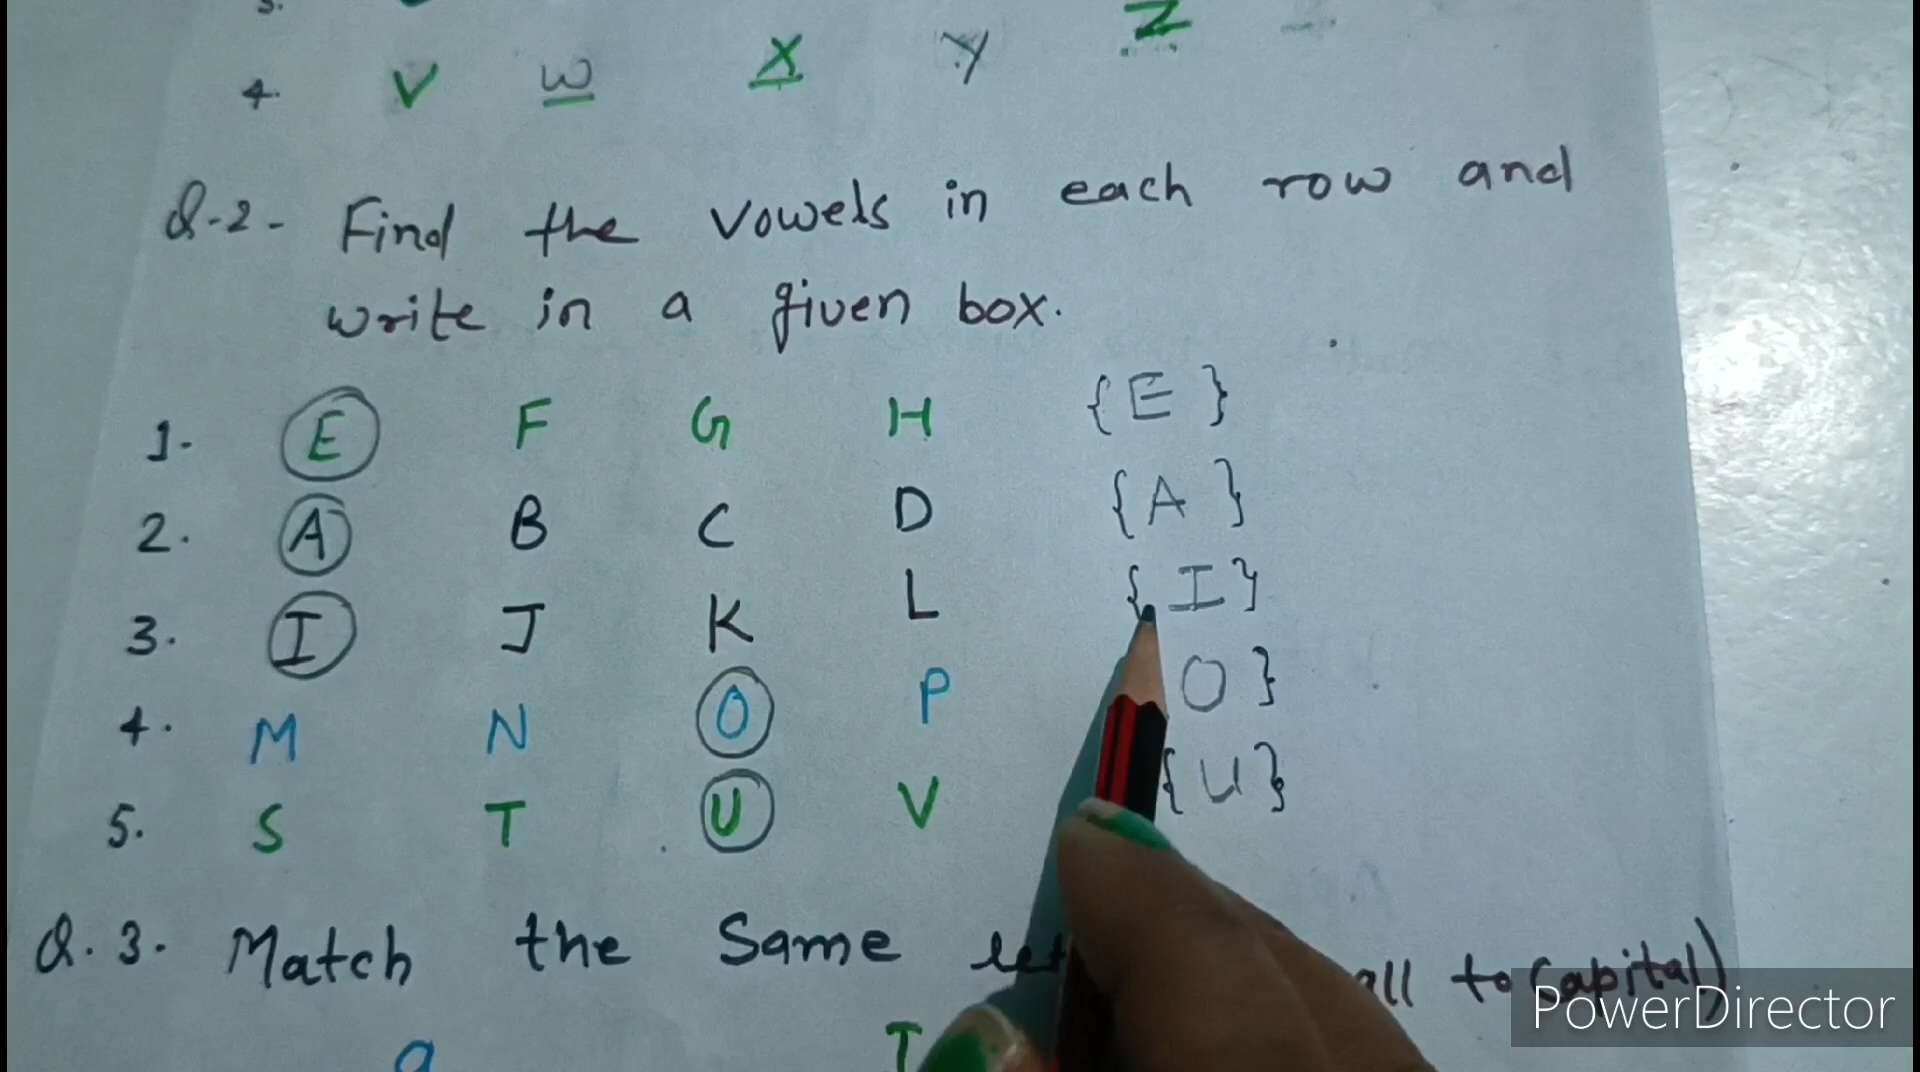 4. V W X Y Z
Q-2- Find the vowels in each row and
write in a given box.
1. E F G H {E}
2. A B C D {A}
3. I J K L {I}
4. M N O P O}
5. S T U V {U}
Q.3. Match the Same to Capital)
a T
PowerDirector